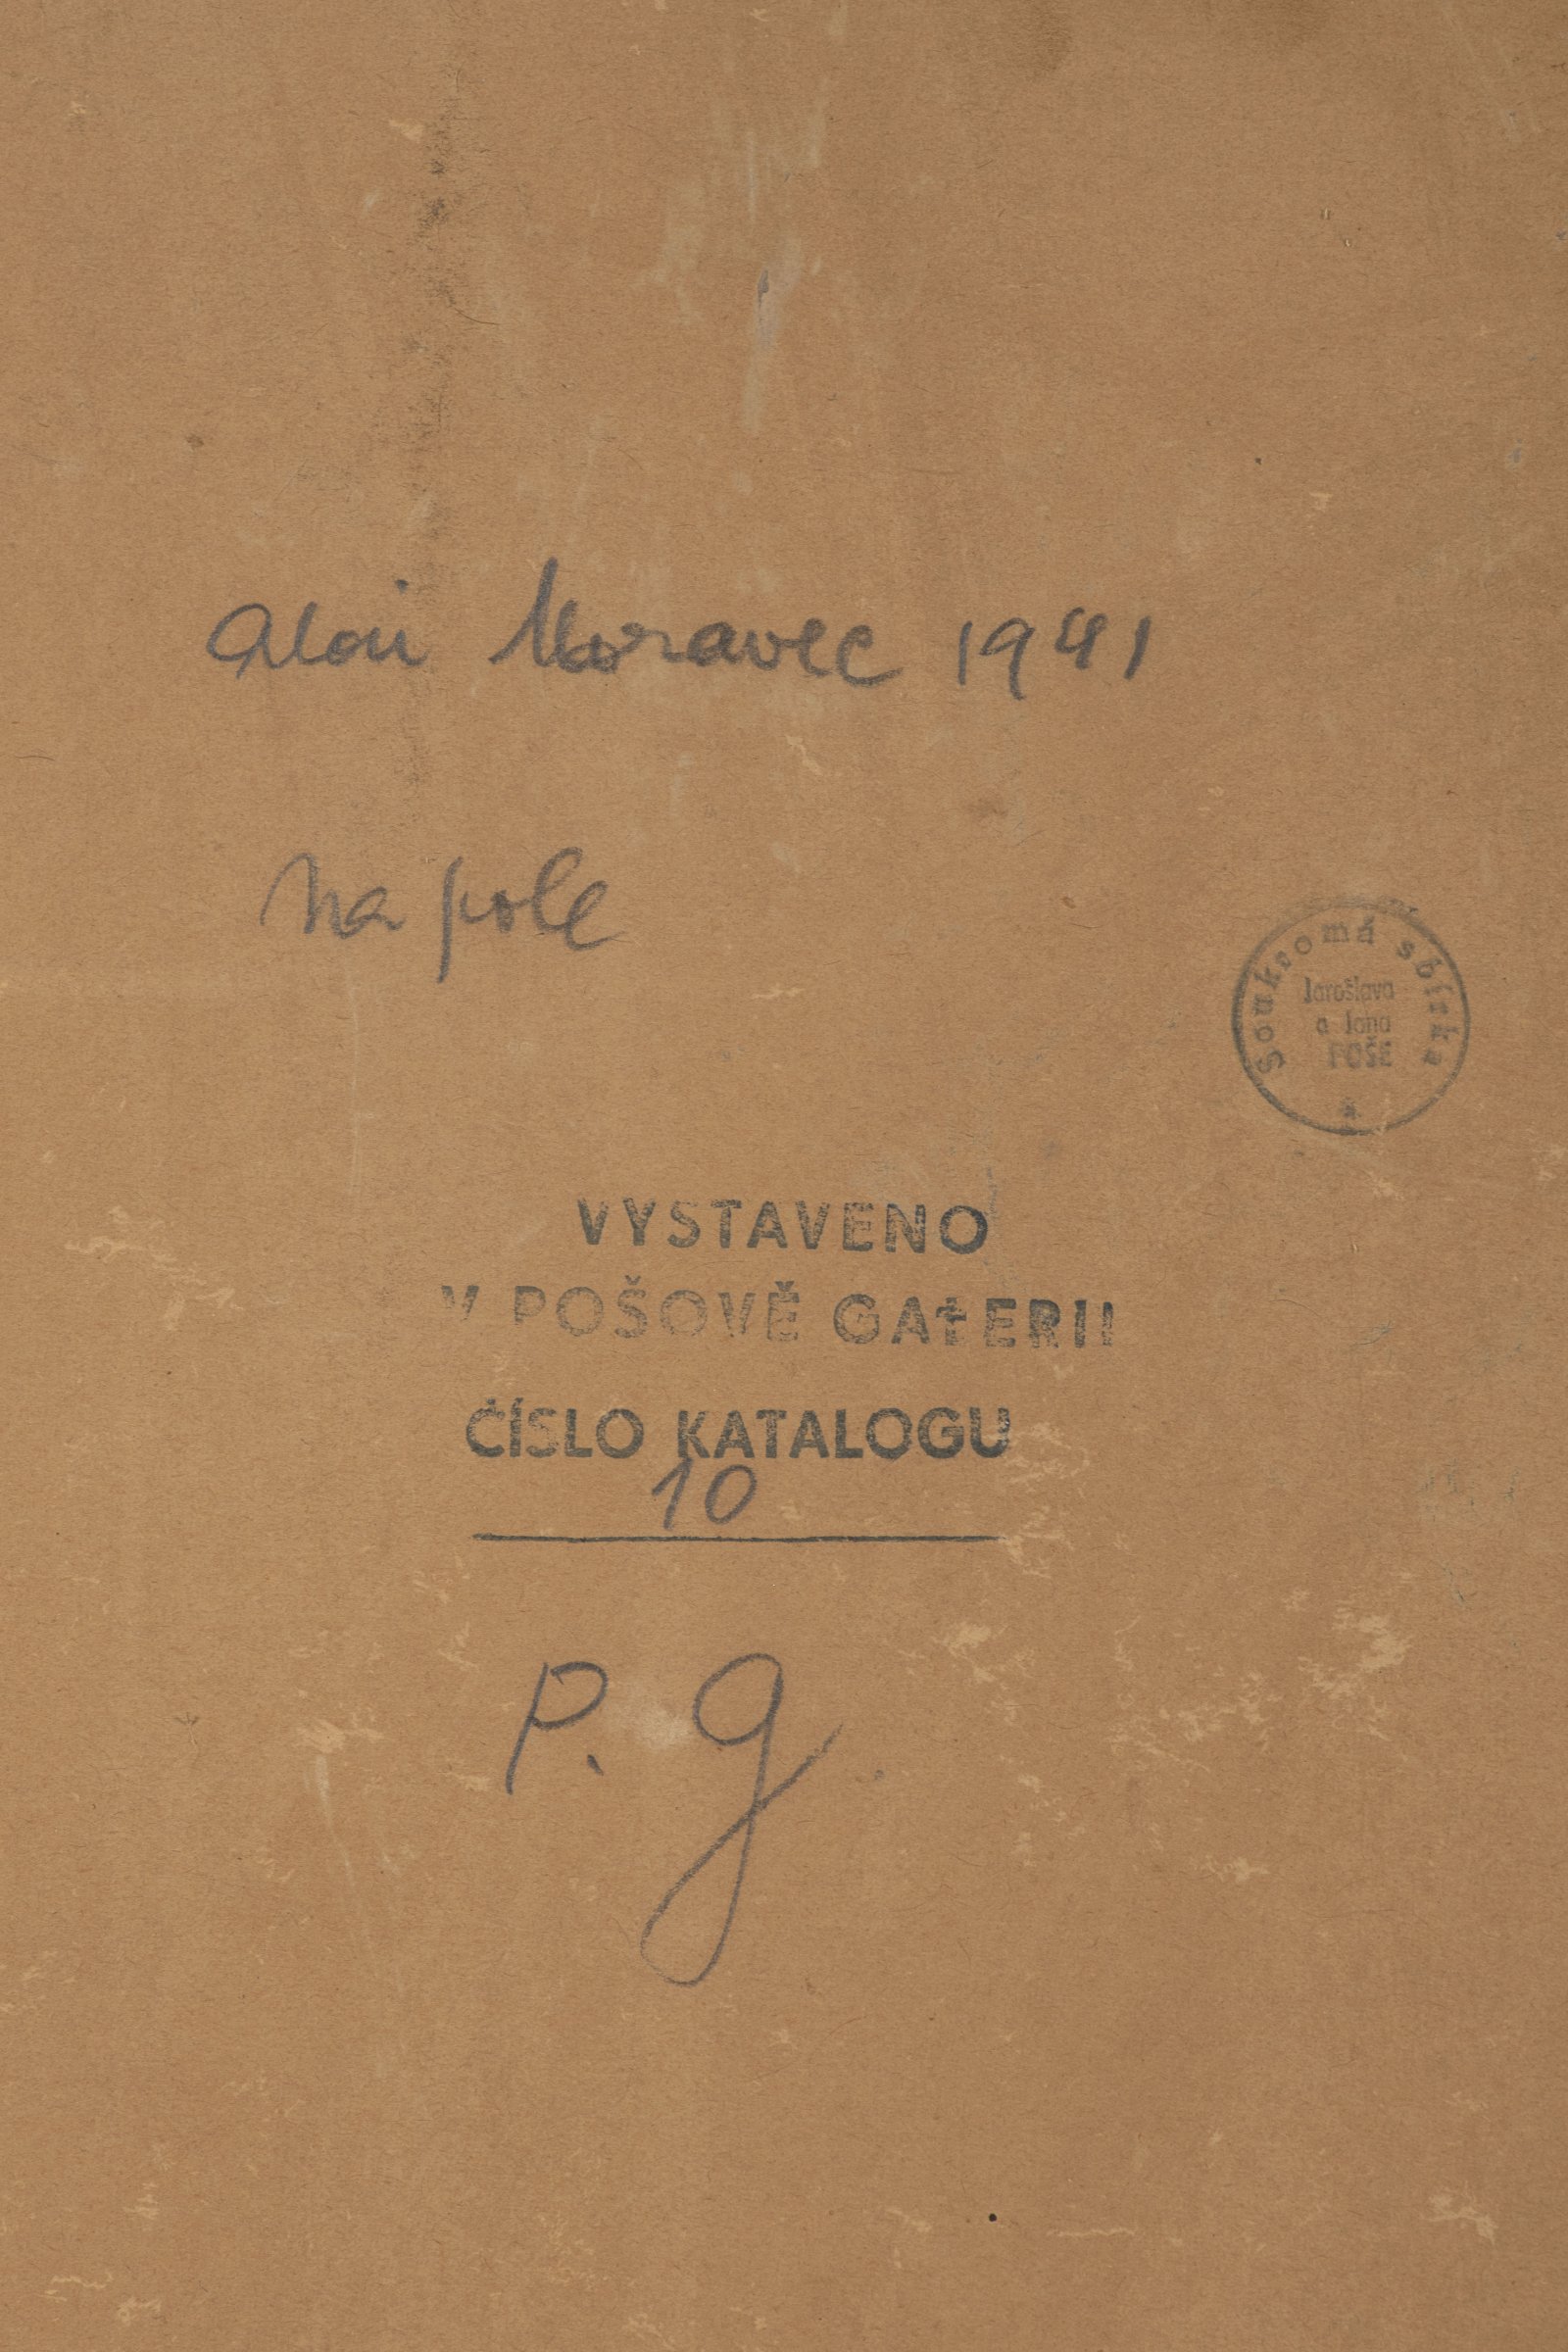 Alois Moravec 1941
Na pole
Soukromá sbírka
Jaroslava
a Jana
POŠE
*
VYSTAVENO
V POŠOVĚ GALERII
ČÍSLO KATALOGU
10
P. G.